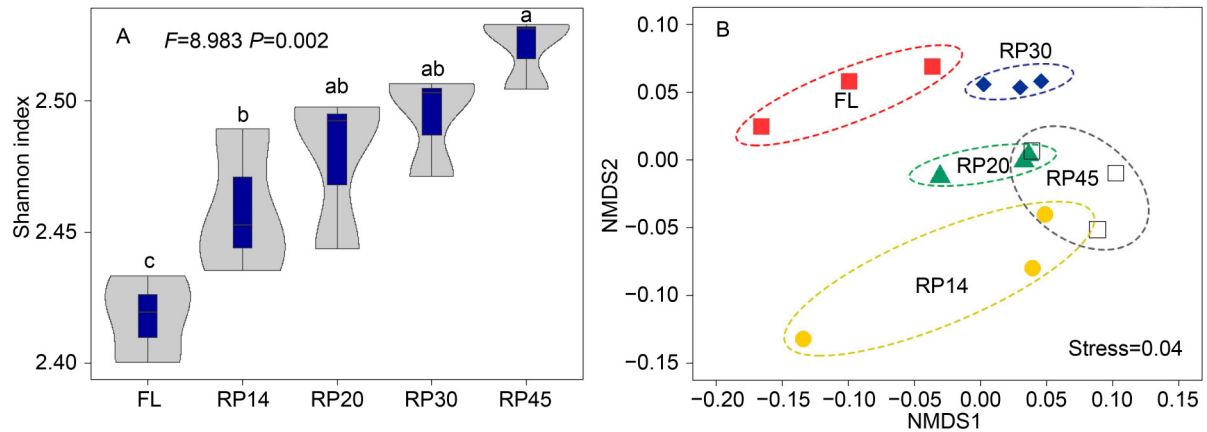 A
F=8.983 P=0.002
a
ab
ab
b
c
2.50
2.45
2.40
Shannon index
FL
RP14
RP20
RP30
RP45
B
0.10
0.05
0.00
−0.05
−0.10
−0.15
NMDS2
RP30
FL
RP20
RP45
RP14
Stress=0.04
−0.20
−0.15
−0.10
−0.05
0.00
0.05
0.10
0.15
NMDS1